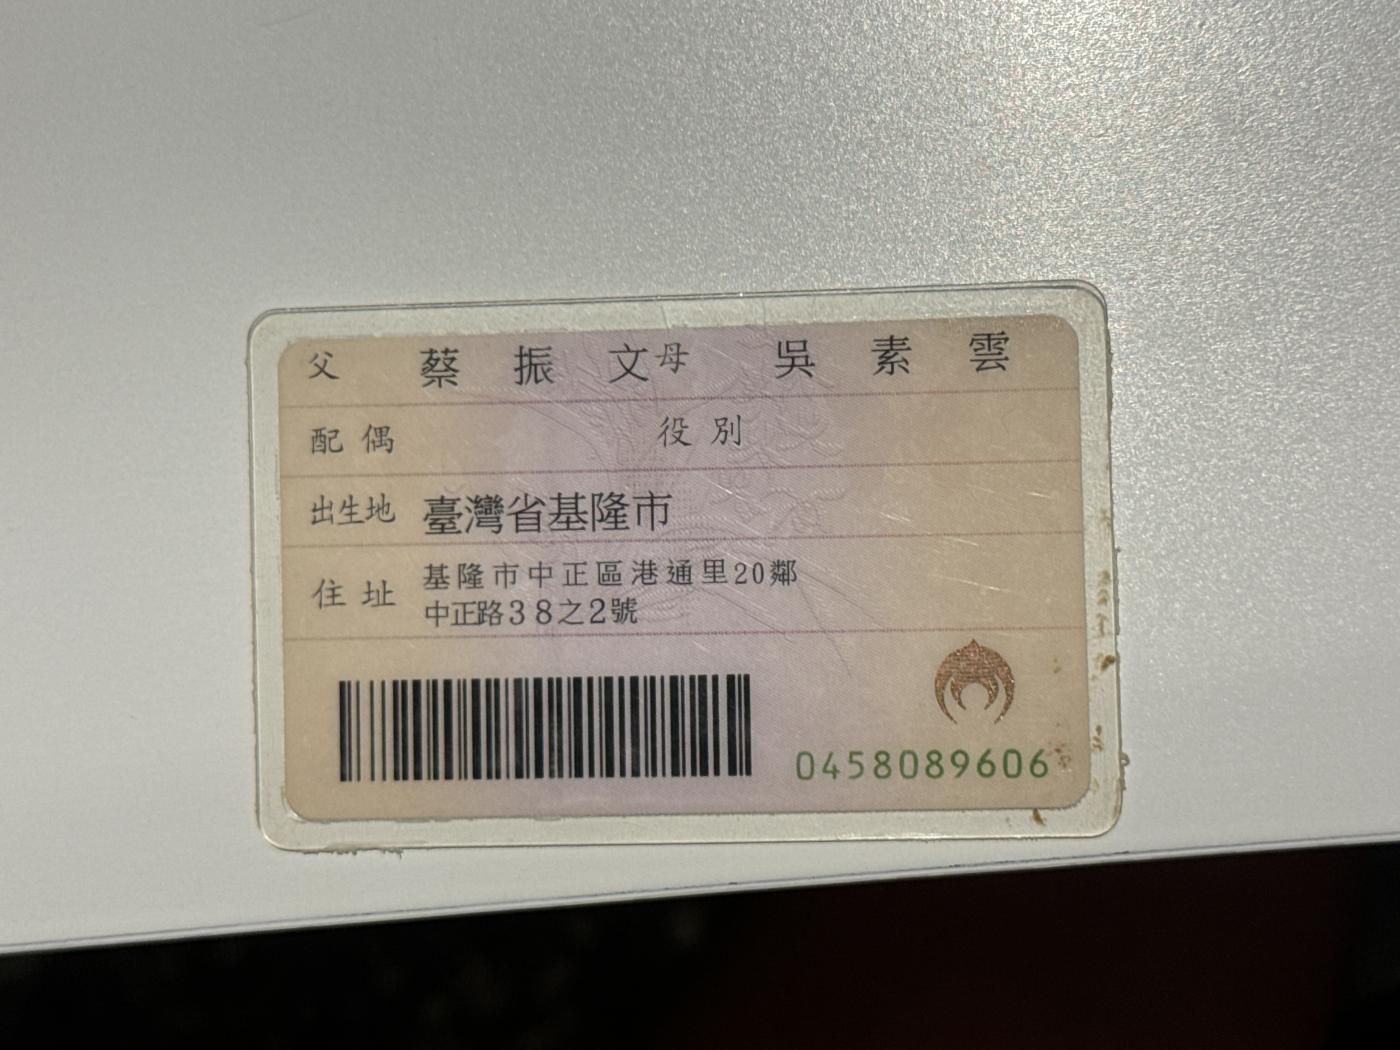 父 蔡振文 母 吳素雲
配偶 役別
出生地 臺灣省基隆市
住址 基隆市中正區港通里20鄰
中正路38之2號
0458089606